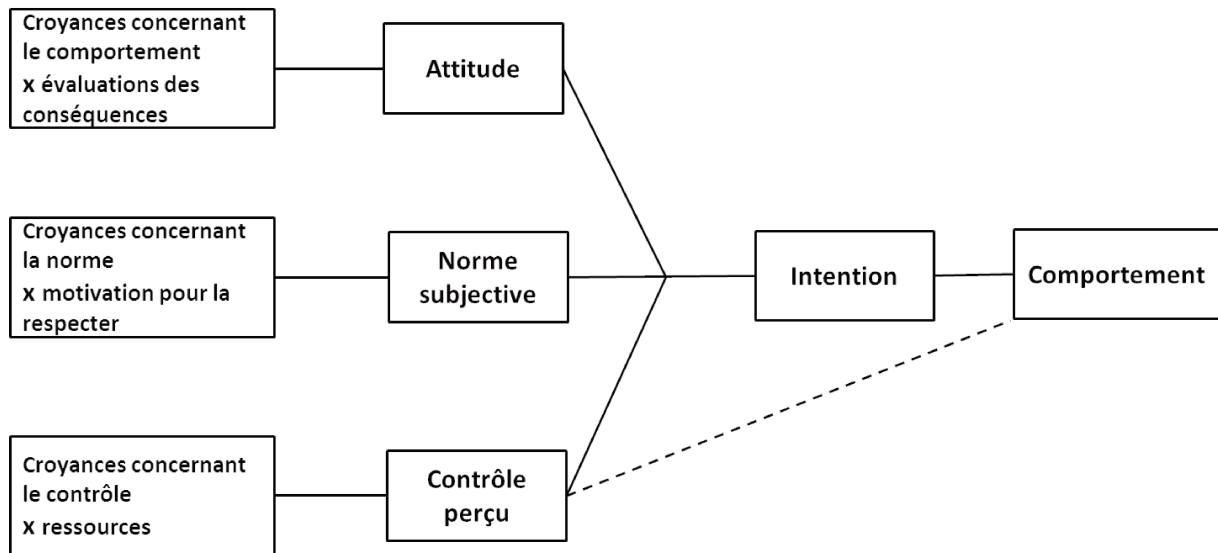 Croyances concernant
le comportement
x évaluations des
conséquences
Attitude
Croyances concernant
la norme
x motivation pour la
respecter
Norme
subjective
Intention
Comportement
Croyances concernant
le contrôle
x ressources
Contrôle
perçu